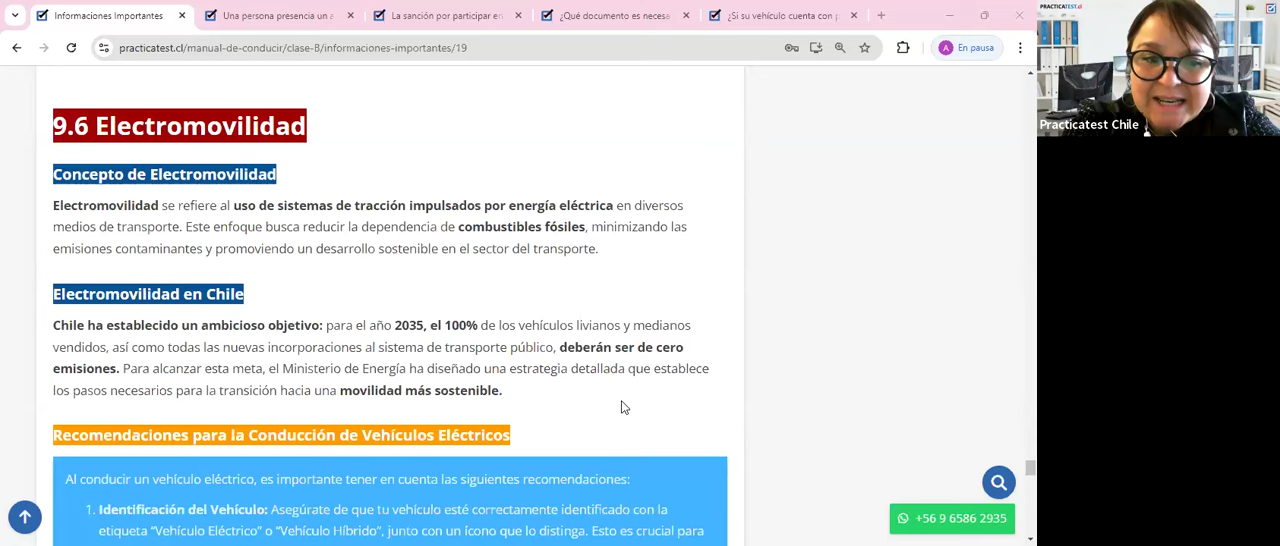 Informaciones Importantes
Una persona presencia un a
La sanción por participar en
¿Qué documento es necesa
¿Si su vehículo cuenta con p
practicatest.cl/manual-de-conducir/clase-B/informaciones-importantes/19
A En pausa
PRACTICATEST.cl
Practicatest Chile
9.6 Electromovilidad
Concepto de Electromovilidad
Electromovilidad se refiere al uso de sistemas de tracción impulsados por energía eléctrica en diversos
medios de transporte. Este enfoque busca reducir la dependencia de combustibles fósiles, minimizando las
emisiones contaminantes y promoviendo un desarrollo sostenible en el sector del transporte.
Electromovilidad en Chile
Chile ha establecido un ambicioso objetivo: para el año 2035, el 100% de los vehículos livianos y medianos
vendidos, así como todas las nuevas incorporaciones al sistema de transporte público, deberán ser de cero
emisiones. Para alcanzar esta meta, el Ministerio de Energía ha diseñado una estrategia detallada que establece
los pasos necesarios para la transición hacia una movilidad más sostenible.
Recomendaciones para la Conducción de Vehículos Eléctricos
Al conducir un vehículo eléctrico, es importante tener en cuenta las siguientes recomendaciones:
1. Identificación del Vehículo: Asegúrate de que tu vehículo esté correctamente identificado con la
etiqueta “Vehículo Eléctrico” o “Vehículo Híbrido”, junto con un ícono que lo distinga. Esto es crucial para
+56 9 6586 2935